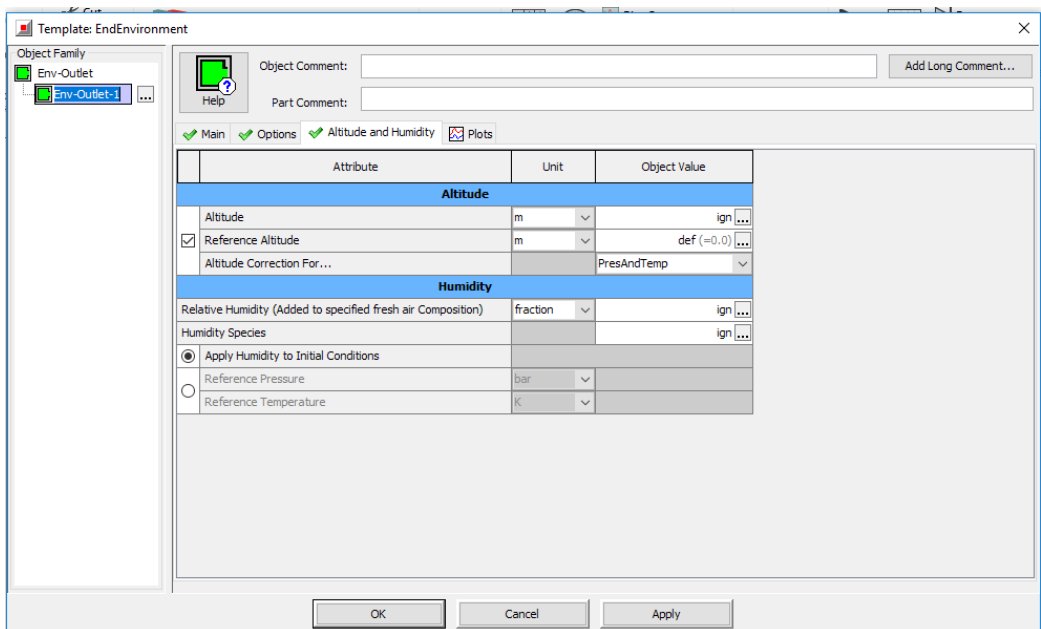 Template: EndEnvironment
Object Family
Env-Outlet
Env-Outlet-1 ...
Help
Object Comment:
Add Long Comment...
Part Comment:
Main Options Altitude and Humidity Plots
Attribute Unit Object Value
Altitude
Altitude m ign ...
Reference Altitude m def (=0.0) ...
Altitude Correction For... PresAndTemp
Humidity
Relative Humidity (Added to specified fresh air Composition) fraction ign ...
Humidity Species ign ...
Apply Humidity to Initial Conditions
Reference Pressure bar
Reference Temperature K
OK Cancel Apply